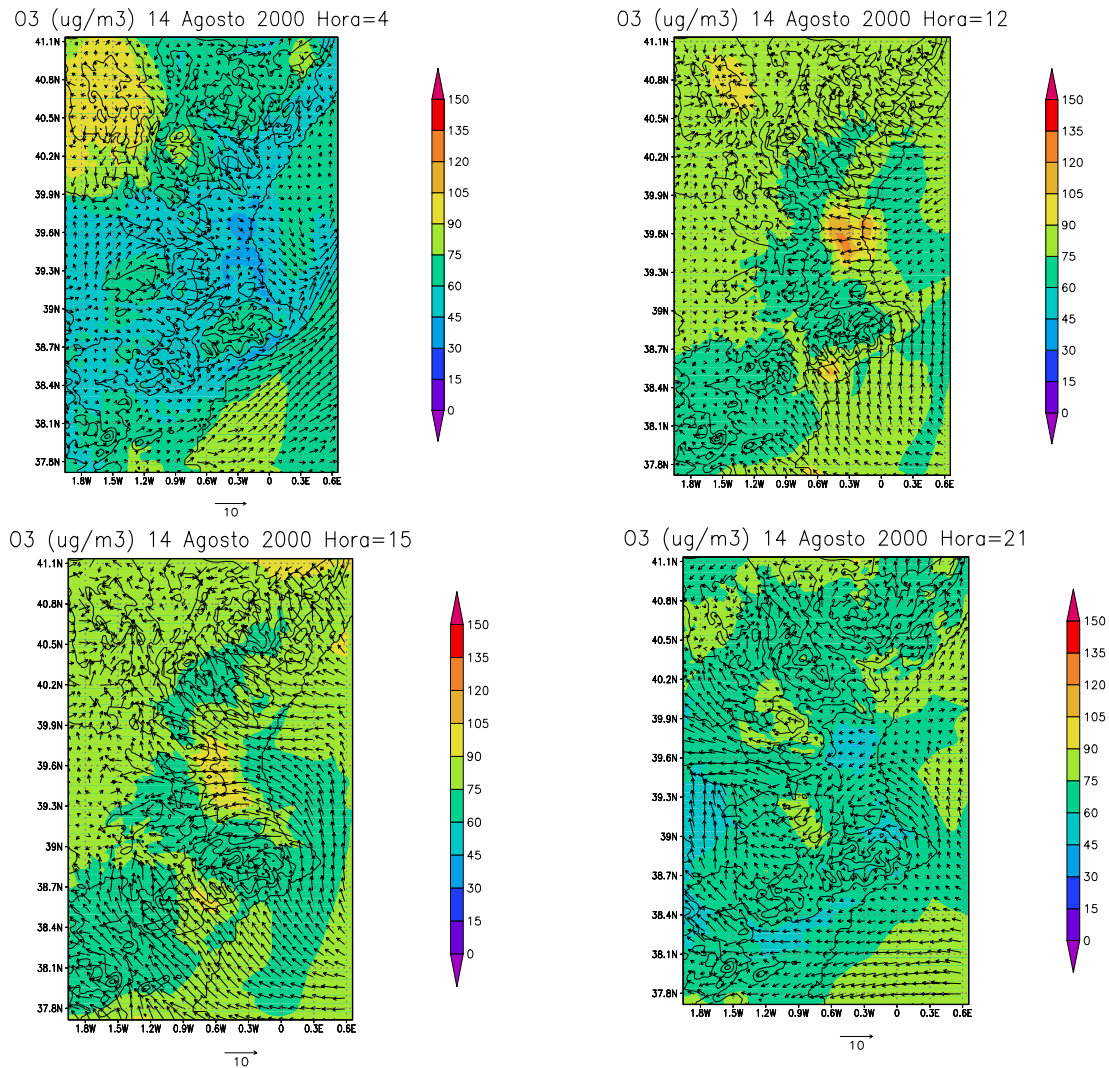 O3 (ug/m3) 14 Agosto 2000 Hora=4
41.1N
40.8N
40.5N
40.2N
39.9N
39.6N
39.3N
39N
38.7N
38.4N
38.1N
37.8N
1.8W 1.5W 1.2W 0.9W 0.6W 0.3W 0 0.3E 0.6E
10
150
135
120
105
90
75
60
45
30
15
0
O3 (ug/m3) 14 Agosto 2000 Hora=12
41.1N
40.8N
40.5N
40.2N
39.9N
39.6N
39.3N
39N
38.7N
38.4N
38.1N
37.8N
1.8W 1.5W 1.2W 0.9W 0.6W 0.3W 0 0.3E 0.6E
150
135
120
105
90
75
60
45
30
15
0
O3 (ug/m3) 14 Agosto 2000 Hora=15
41.1N
40.8N
40.5N
40.2N
39.9N
39.6N
39.3N
39N
38.7N
38.4N
38.1N
37.8N
1.8W 1.5W 1.2W 0.9W 0.6W 0.3W 0 0.3E 0.6E
10
150
135
120
105
90
75
60
45
30
15
0
O3 (ug/m3) 14 Agosto 2000 Hora=21
41.1N
40.8N
40.5N
40.2N
39.9N
39.6N
39.3N
39N
38.7N
38.4N
38.1N
37.8N
1.8W 1.5W 1.2W 0.9W 0.6W 0.3W 0 0.3E 0.6E
10
150
135
120
105
90
75
60
45
30
15
0